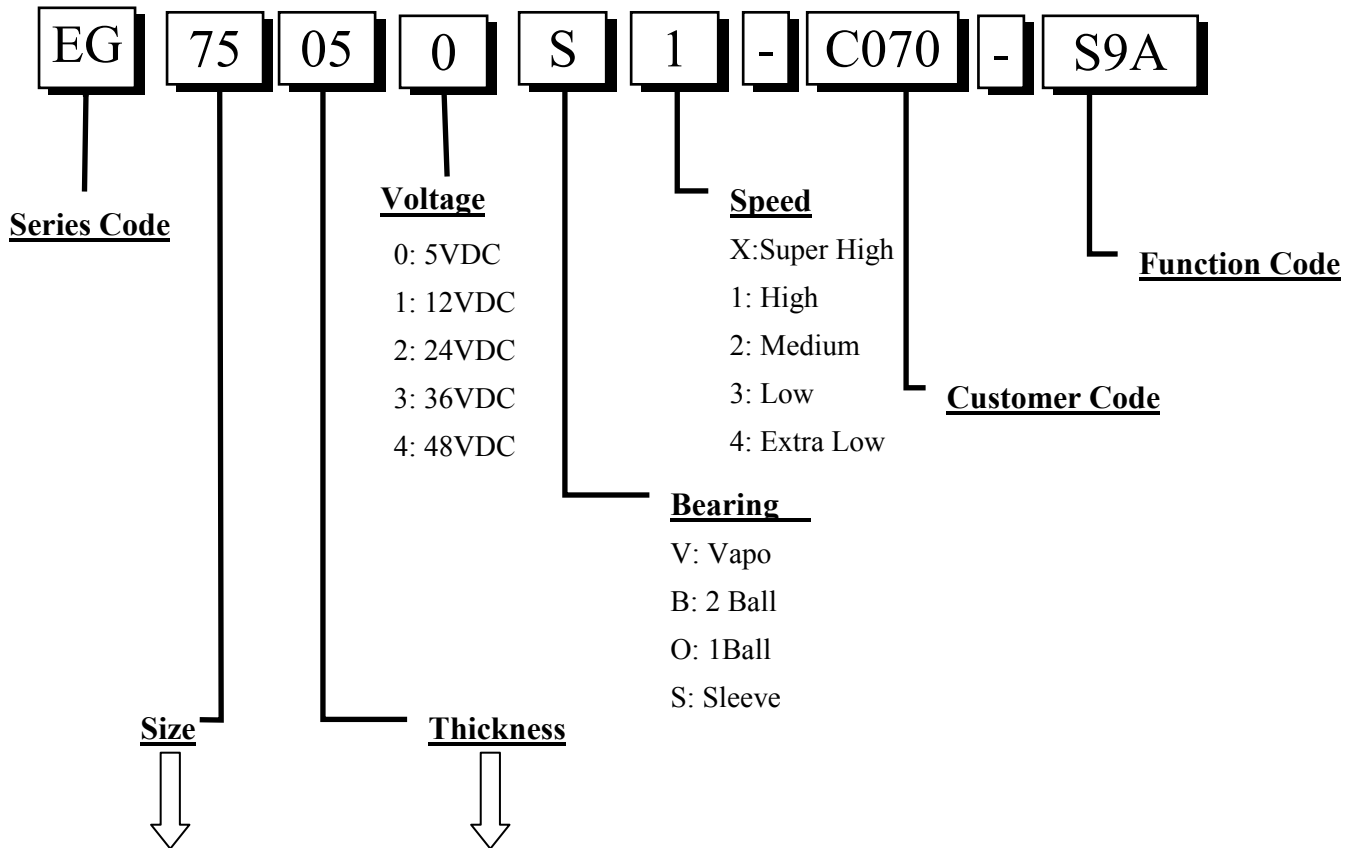 EG 75 05 0 S 1 - C070 - S9A
Series Code
Voltage
0: 5VDC
1: 12VDC
2: 24VDC
3: 36VDC
4: 48VDC
Speed
X:Super High
1: High
2: Medium
3: Low
4: Extra Low
Function Code
Customer Code
Bearing
V: Vapo
B: 2 Ball
O: 1Ball
S: Sleeve
Size
Thickness